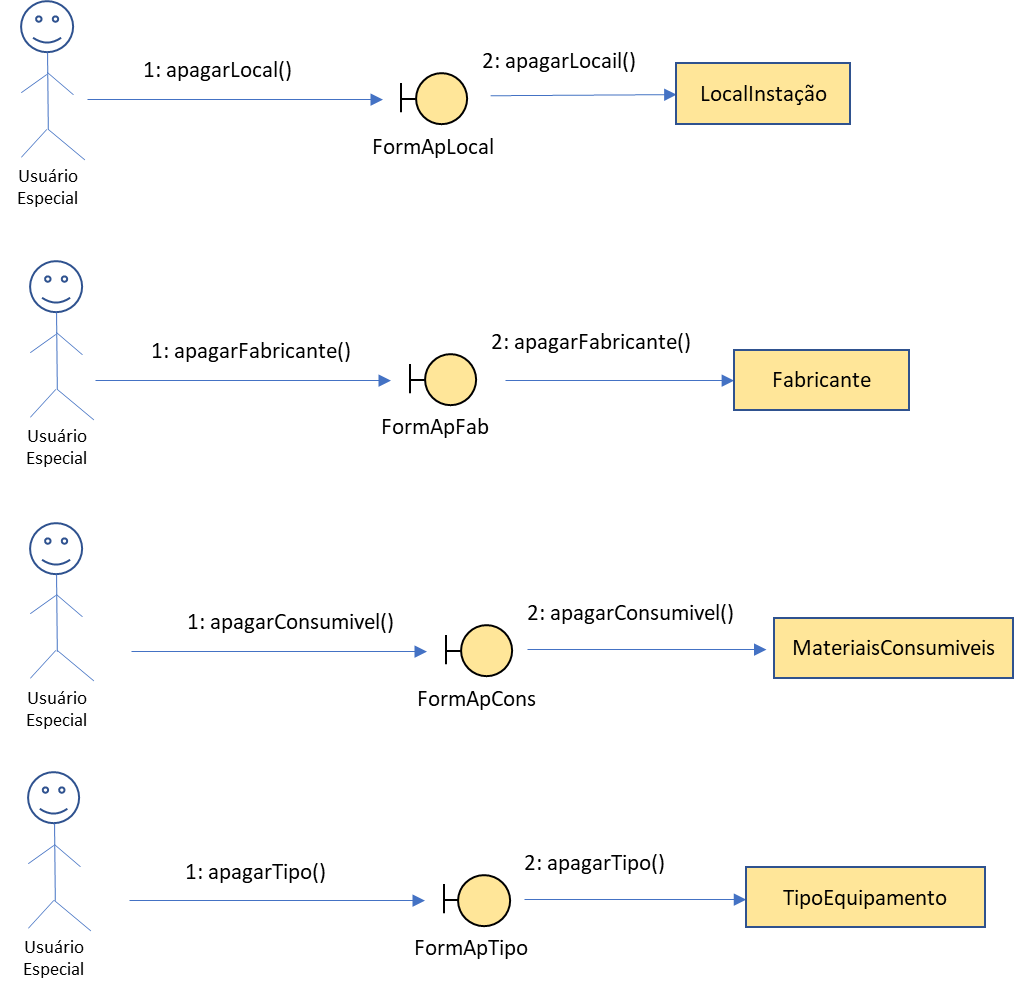 1: apagarLocal()
2: apagarLocail()
LocalInstação
FormApLocal
Usuário
Especial
1: apagarFabricante()
2: apagarFabricante()
Fabricante
FormApFab
Usuário
Especial
1: apagarConsumivel()
2: apagarConsumivel()
MateriaisConsumiveis
FormApCons
Usuário
Especial
1: apagarTipo()
2: apagarTipo()
TipoEquipamento
FormApTipo
Usuário
Especial